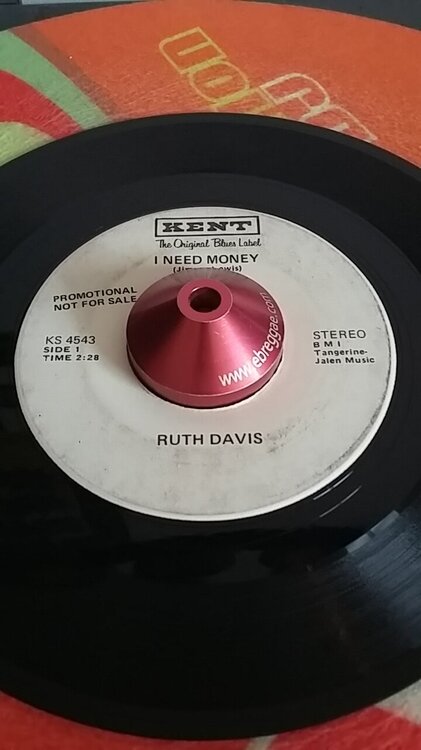 KENT
The Original Blues Label
I NEED MONEY
PROMOTIONAL
NOT FOR SALE
KS 4543
SIDE 1
TIME 2:28
STEREO
BMI
Tangerine-
Jalen Music
www.ebreggae.com
RUTH DAVIS